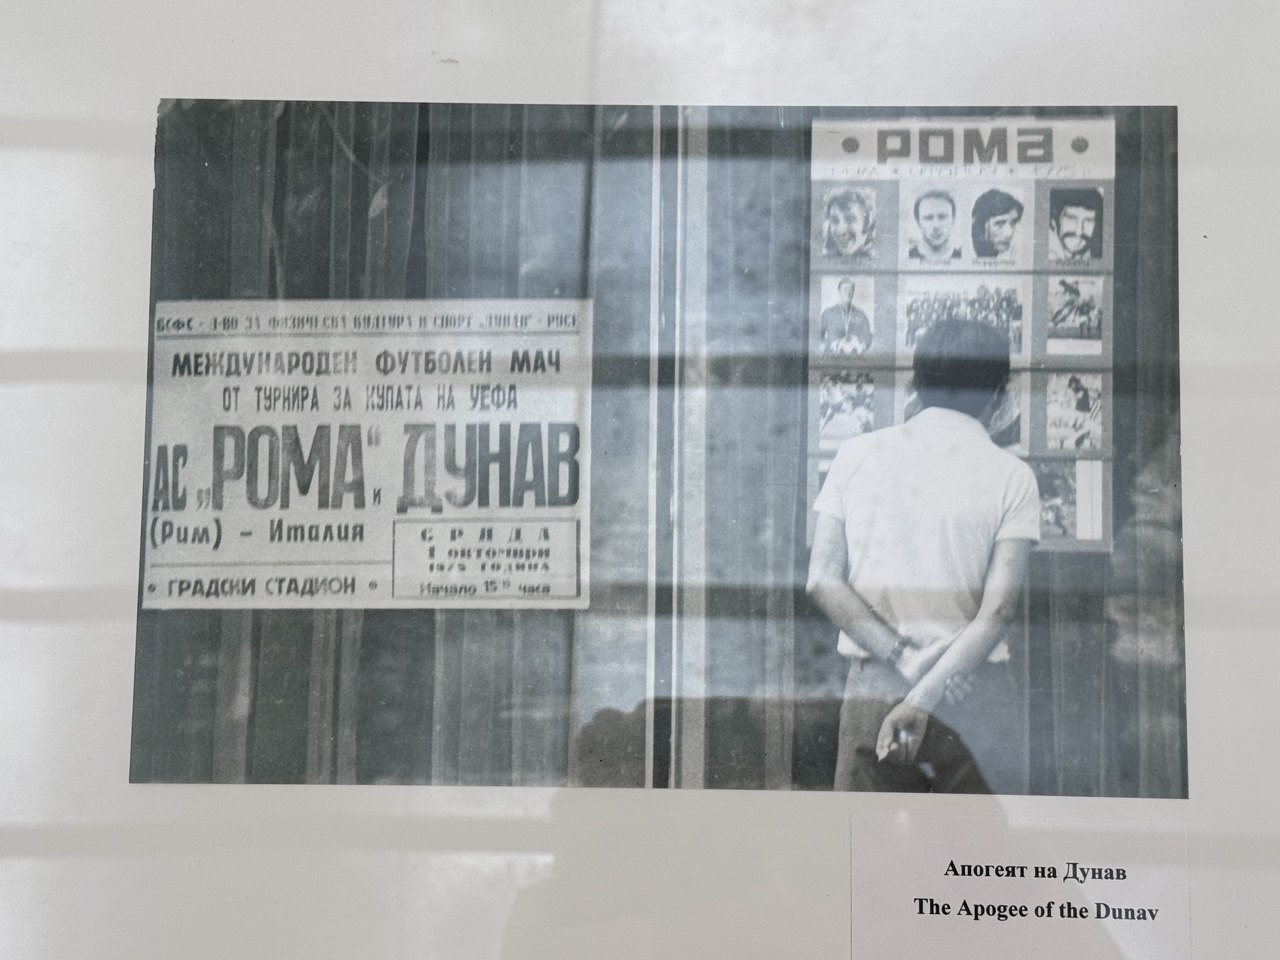 БСФС - Д-ВО ЗА ФИЗИЧЕСКА КУЛТУРА И СПОРТ „ДУНАВ" - РУСЕ
МЕЖДУНАРОДЕН ФУТБОЛЕН МАЧ
ОТ ТУРНИРА ЗА КУПАТА НА УЕФА
АС „РОМА“ и ДУНАВ
(Рим) - Италия
СРЯДА
1 октомври
1975 ГОДИНА
Начало 15⁰⁰ часа
• ГРАДСКИ СТАДИОН •
• РОМА •
Апогеят на Дунав
The Apogee of the Dunav